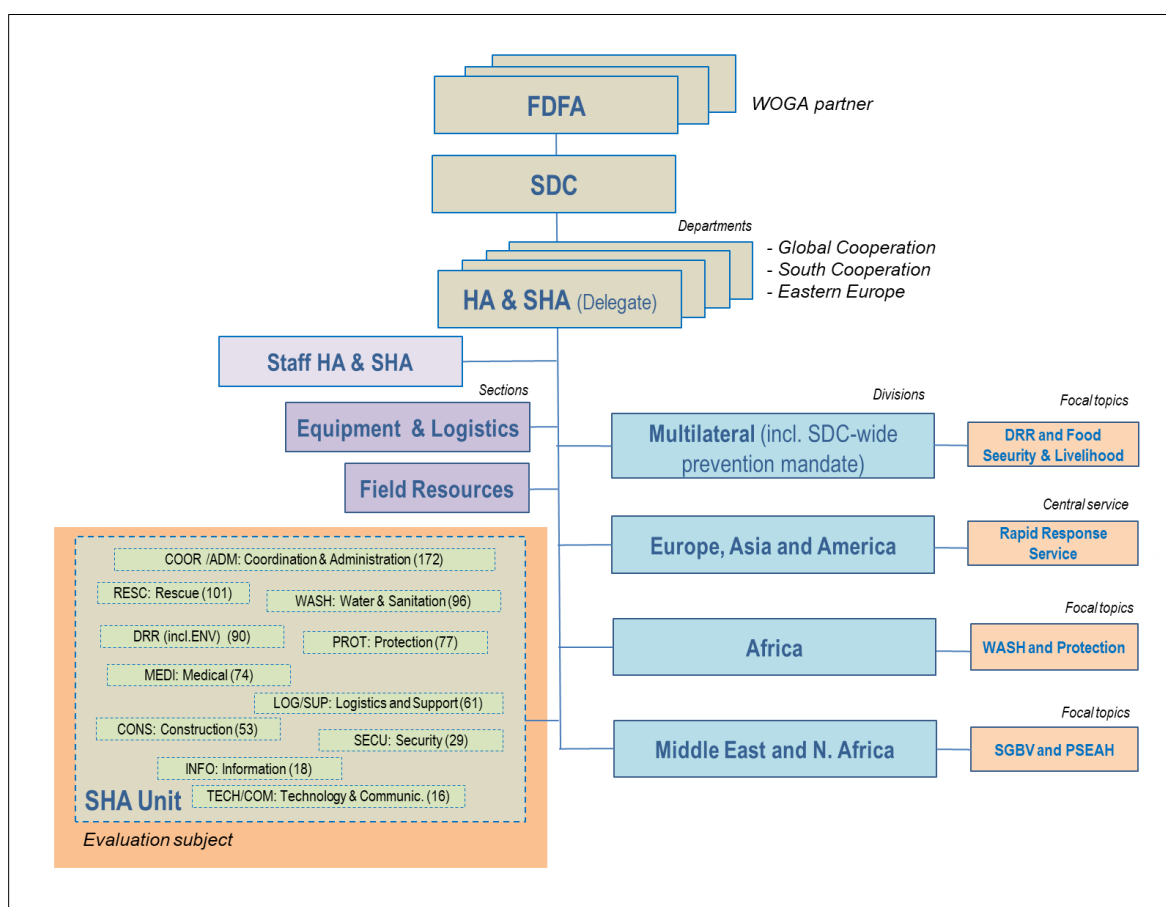 FDFA
WOGA partner
SDC
Departments
- Global Cooperation
- South Cooperation
- Eastern Europe
HA & SHA (Delegate)
Staff HA & SHA
Sections
Equipment & Logistics
Field Resources
Divisions
Focal topics
Multilateral (incl. SDC-wide
prevention mandate)
DRR and Food
Seeurity & Livelihood
Central service
Europe, Asia and America
Rapid Response
Service
Focal topics
Africa
WASH and Protection
Focal topics
Middle East and N. Africa
SGBV and PSEAH
COOR /ADM: Coordination & Administration (172)
RESC: Rescue (101)
WASH: Water & Sanitation (96)
DRR (incl.ENV) (90)
PROT: Protection (77)
MEDI: Medical (74)
LOG/SUP: Logistics and Support (61)
CONS: Construction (53)
SECU: Security (29)
INFO: Information (18)
TECH/COM: Technology & Communic. (16)
SHA Unit
Evaluation subject